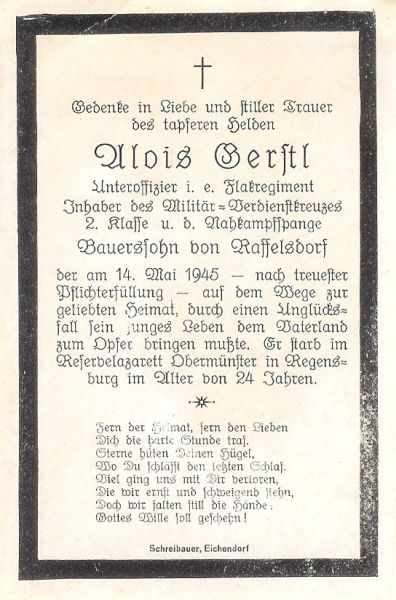 Gedenke in Liebe und stiller Trauer
des tapferen Helden
Alois Gerstl
Unteroffizier i. e. Flakregiment
Inhaber des Militär=Verdienstkreuzes
2. Klasse u. d. Nahkampfspange
Bauerssohn von Raffelsdorf
der am 14. Mai 1945 — nach treuester
Pflichterfüllung — auf dem Wege zur
geliebten Heimat, durch einen Unglücks-
fall sein junges Leben dem Vaterland
zum Opfer bringen mußte. Er starb im
Reservelazarett Obermünster in Regens-
burg im Alter von 24 Jahren.
Fern der Heimat, fern den Lieben
Dich die harte Stunde traf.
Sterne hüten Deinen Hügel,
Wo Du schläfst den letzten Schlaf.
Viel ging uns mit Dir verloren,
Die wir ernst und schweigend stehn,
Doch wir falten still die Hände:
Gottes Wille soll geschehn!
Schreibauer, Eichendorf